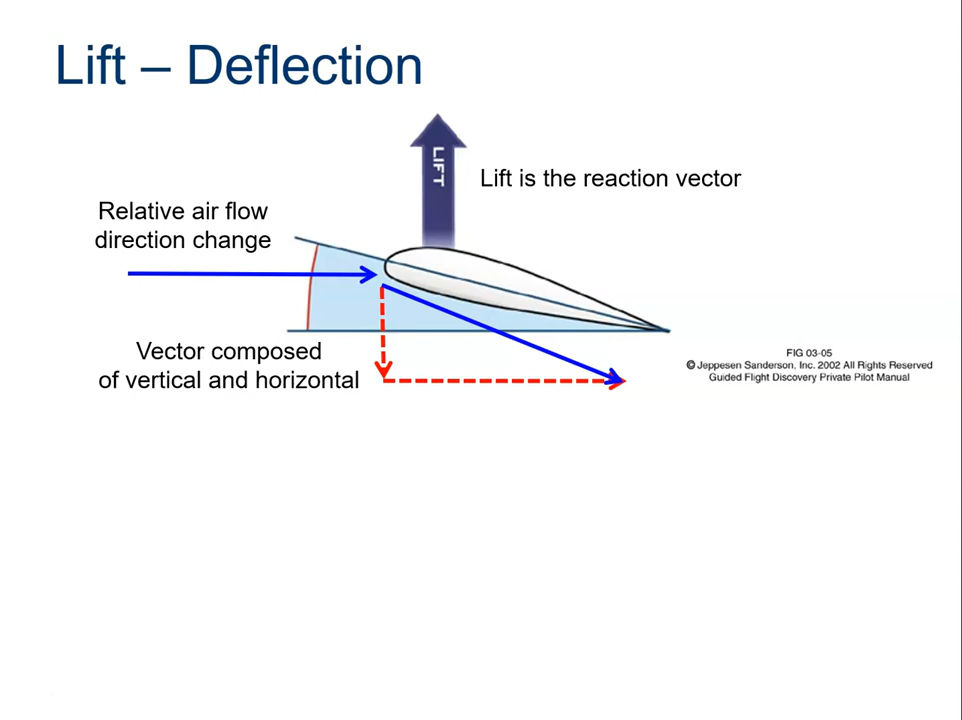 Lift – Deflection
LIFT
Lift is the reaction vector
Relative air flow
direction change
Vector composed
of vertical and horizontal
FIG 03-05
© Jeppesen Sanderson, Inc. 2002 All Rights Reserved
Guided Flight Discovery Private Pilot Manual